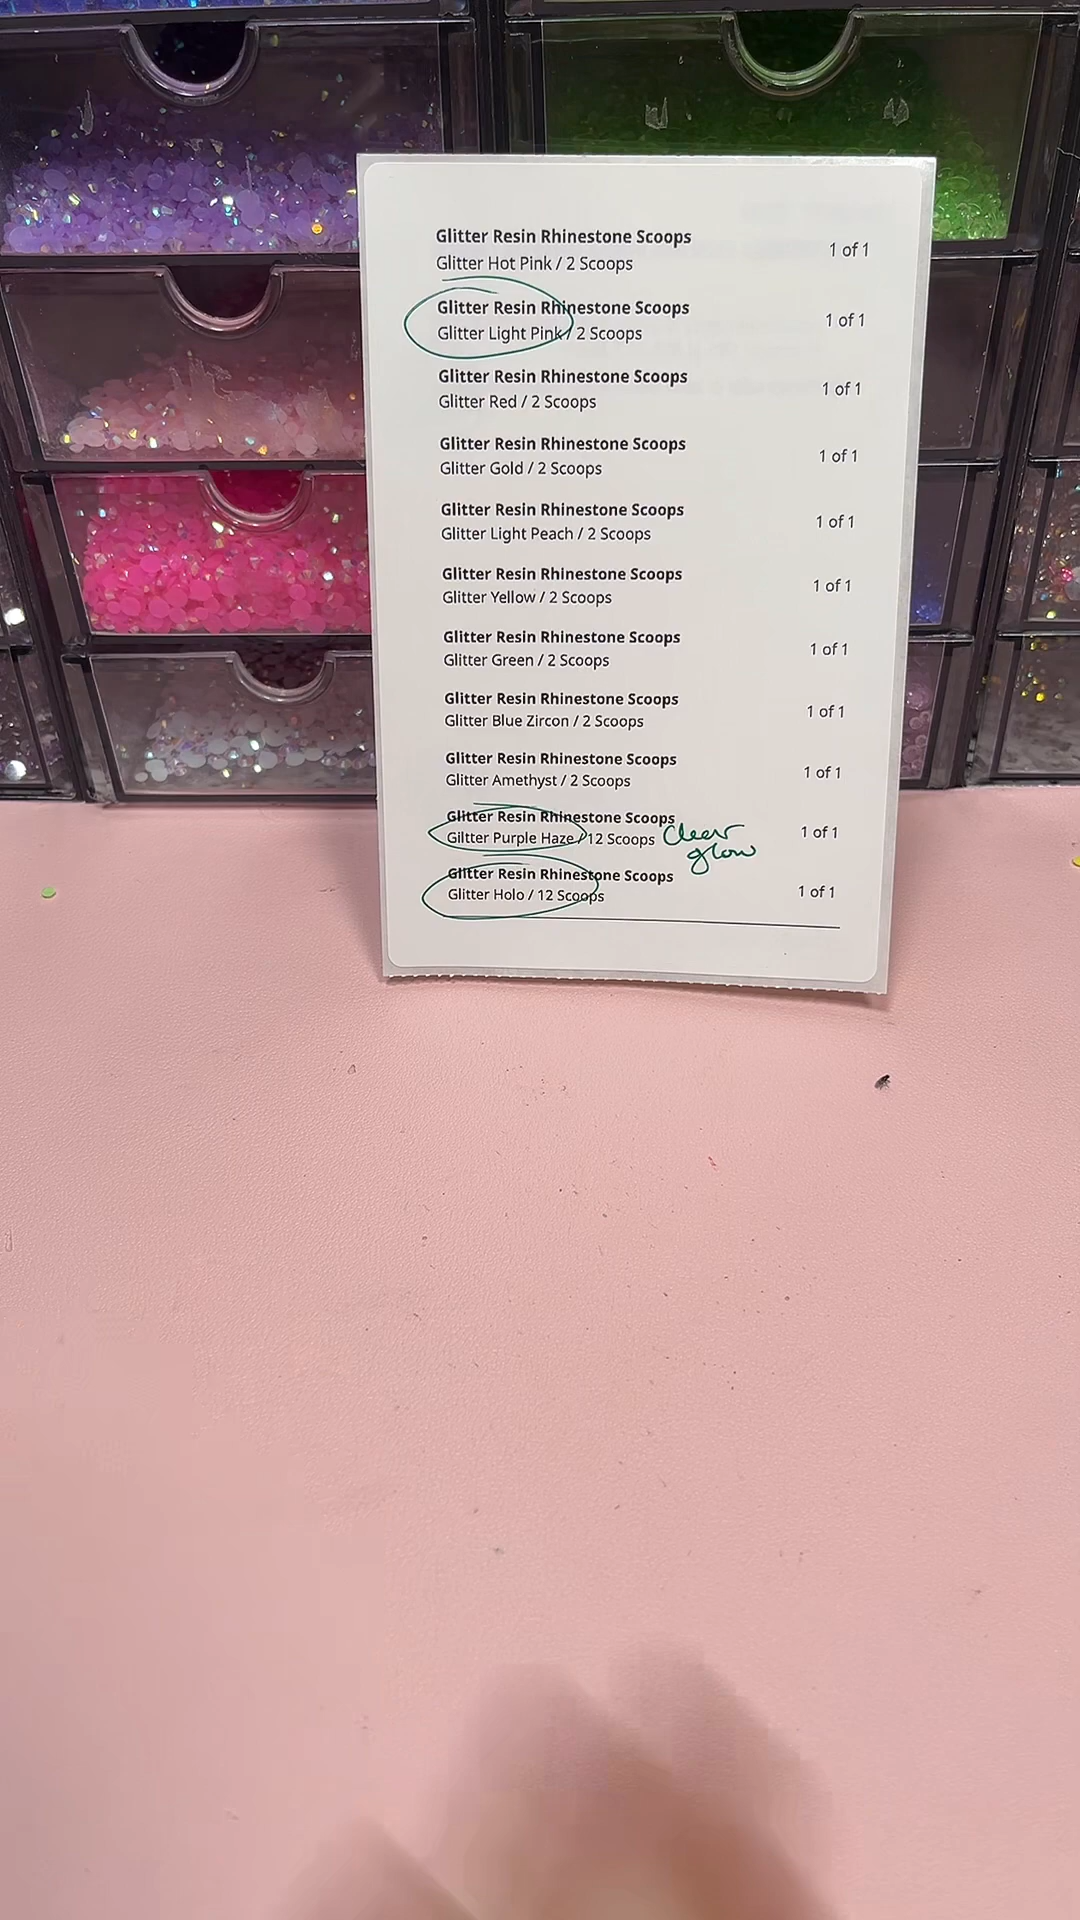 Glitter Resin Rhinestone Scoops
Glitter Hot Pink / 2 Scoops 1 of 1
Glitter Resin Rhinestone Scoops
Glitter Light Pink / 2 Scoops 1 of 1
Glitter Resin Rhinestone Scoops
Glitter Red / 2 Scoops 1 of 1
Glitter Resin Rhinestone Scoops
Glitter Gold / 2 Scoops 1 of 1
Glitter Resin Rhinestone Scoops
Glitter Light Peach / 2 Scoops 1 of 1
Glitter Resin Rhinestone Scoops
Glitter Yellow / 2 Scoops 1 of 1
Glitter Resin Rhinestone Scoops
Glitter Green / 2 Scoops 1 of 1
Glitter Resin Rhinestone Scoops
Glitter Blue Zircon / 2 Scoops 1 of 1
Glitter Resin Rhinestone Scoops
Glitter Amethyst / 2 Scoops 1 of 1
Glitter Resin Rhinestone Scoops
Giltter Purple Haze / 12 Scoops 1 of 1
Clear
glow
Glitter Resin Rhinestone Scoops
Glitter Holo / 12 Scoops 1 of 1